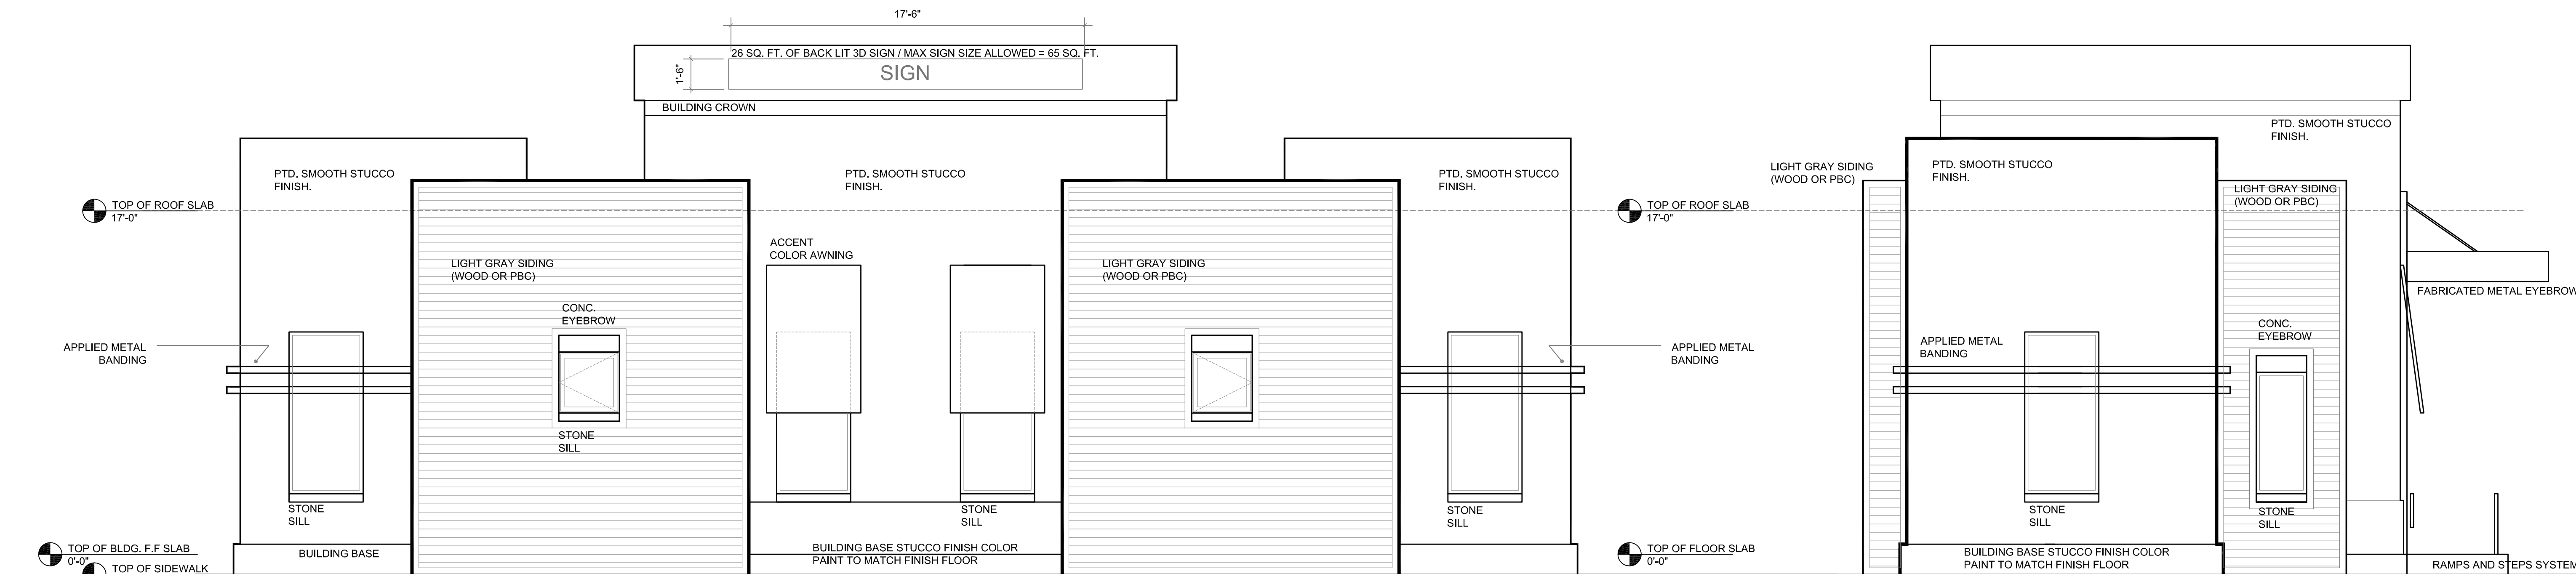 17'-6"
26 SQ. FT. OF BACK LIT 3D SIGN / MAX SIGN SIZE ALLOWED = 65 SQ. FT.
1'-6"
SIGN
BUILDING CROWN
PTD. SMOOTH STUCCO
FINISH.
PTD. SMOOTH STUCCO
FINISH.
PTD. SMOOTH STUCCO
FINISH.
TOP OF ROOF SLAB
17'-0"
ACCENT
COLOR AWNING
LIGHT GRAY SIDING
(WOOD OR PBC)
LIGHT GRAY SIDING
(WOOD OR PBC)
CONC.
EYEBROW
APPLIED METAL
BANDING
APPLIED METAL
BANDING
STONE
SILL
STONE
SILL
STONE
SILL
STONE
SILL
TOP OF BLDG. F.F SLAB
0'-0"
TOP OF SIDEWALK
BUILDING BASE
BUILDING BASE STUCCO FINISH COLOR
PAINT TO MATCH FINISH FLOOR
PTD. SMOOTH STUCCO
FINISH.
LIGHT GRAY SIDING
(WOOD OR PBC)
PTD. SMOOTH STUCCO
FINISH.
LIGHT GRAY SIDING
(WOOD OR PBC)
TOP OF ROOF SLAB
17'-0"
FABRICATED METAL EYEBROW
CONC.
EYEBROW
APPLIED METAL
BANDING
STONE
SILL
STONE
SILL
TOP OF FLOOR SLAB
0'-0"
BUILDING BASE STUCCO FINISH COLOR
PAINT TO MATCH FINISH FLOOR
RAMPS AND STEPS SYSTEM